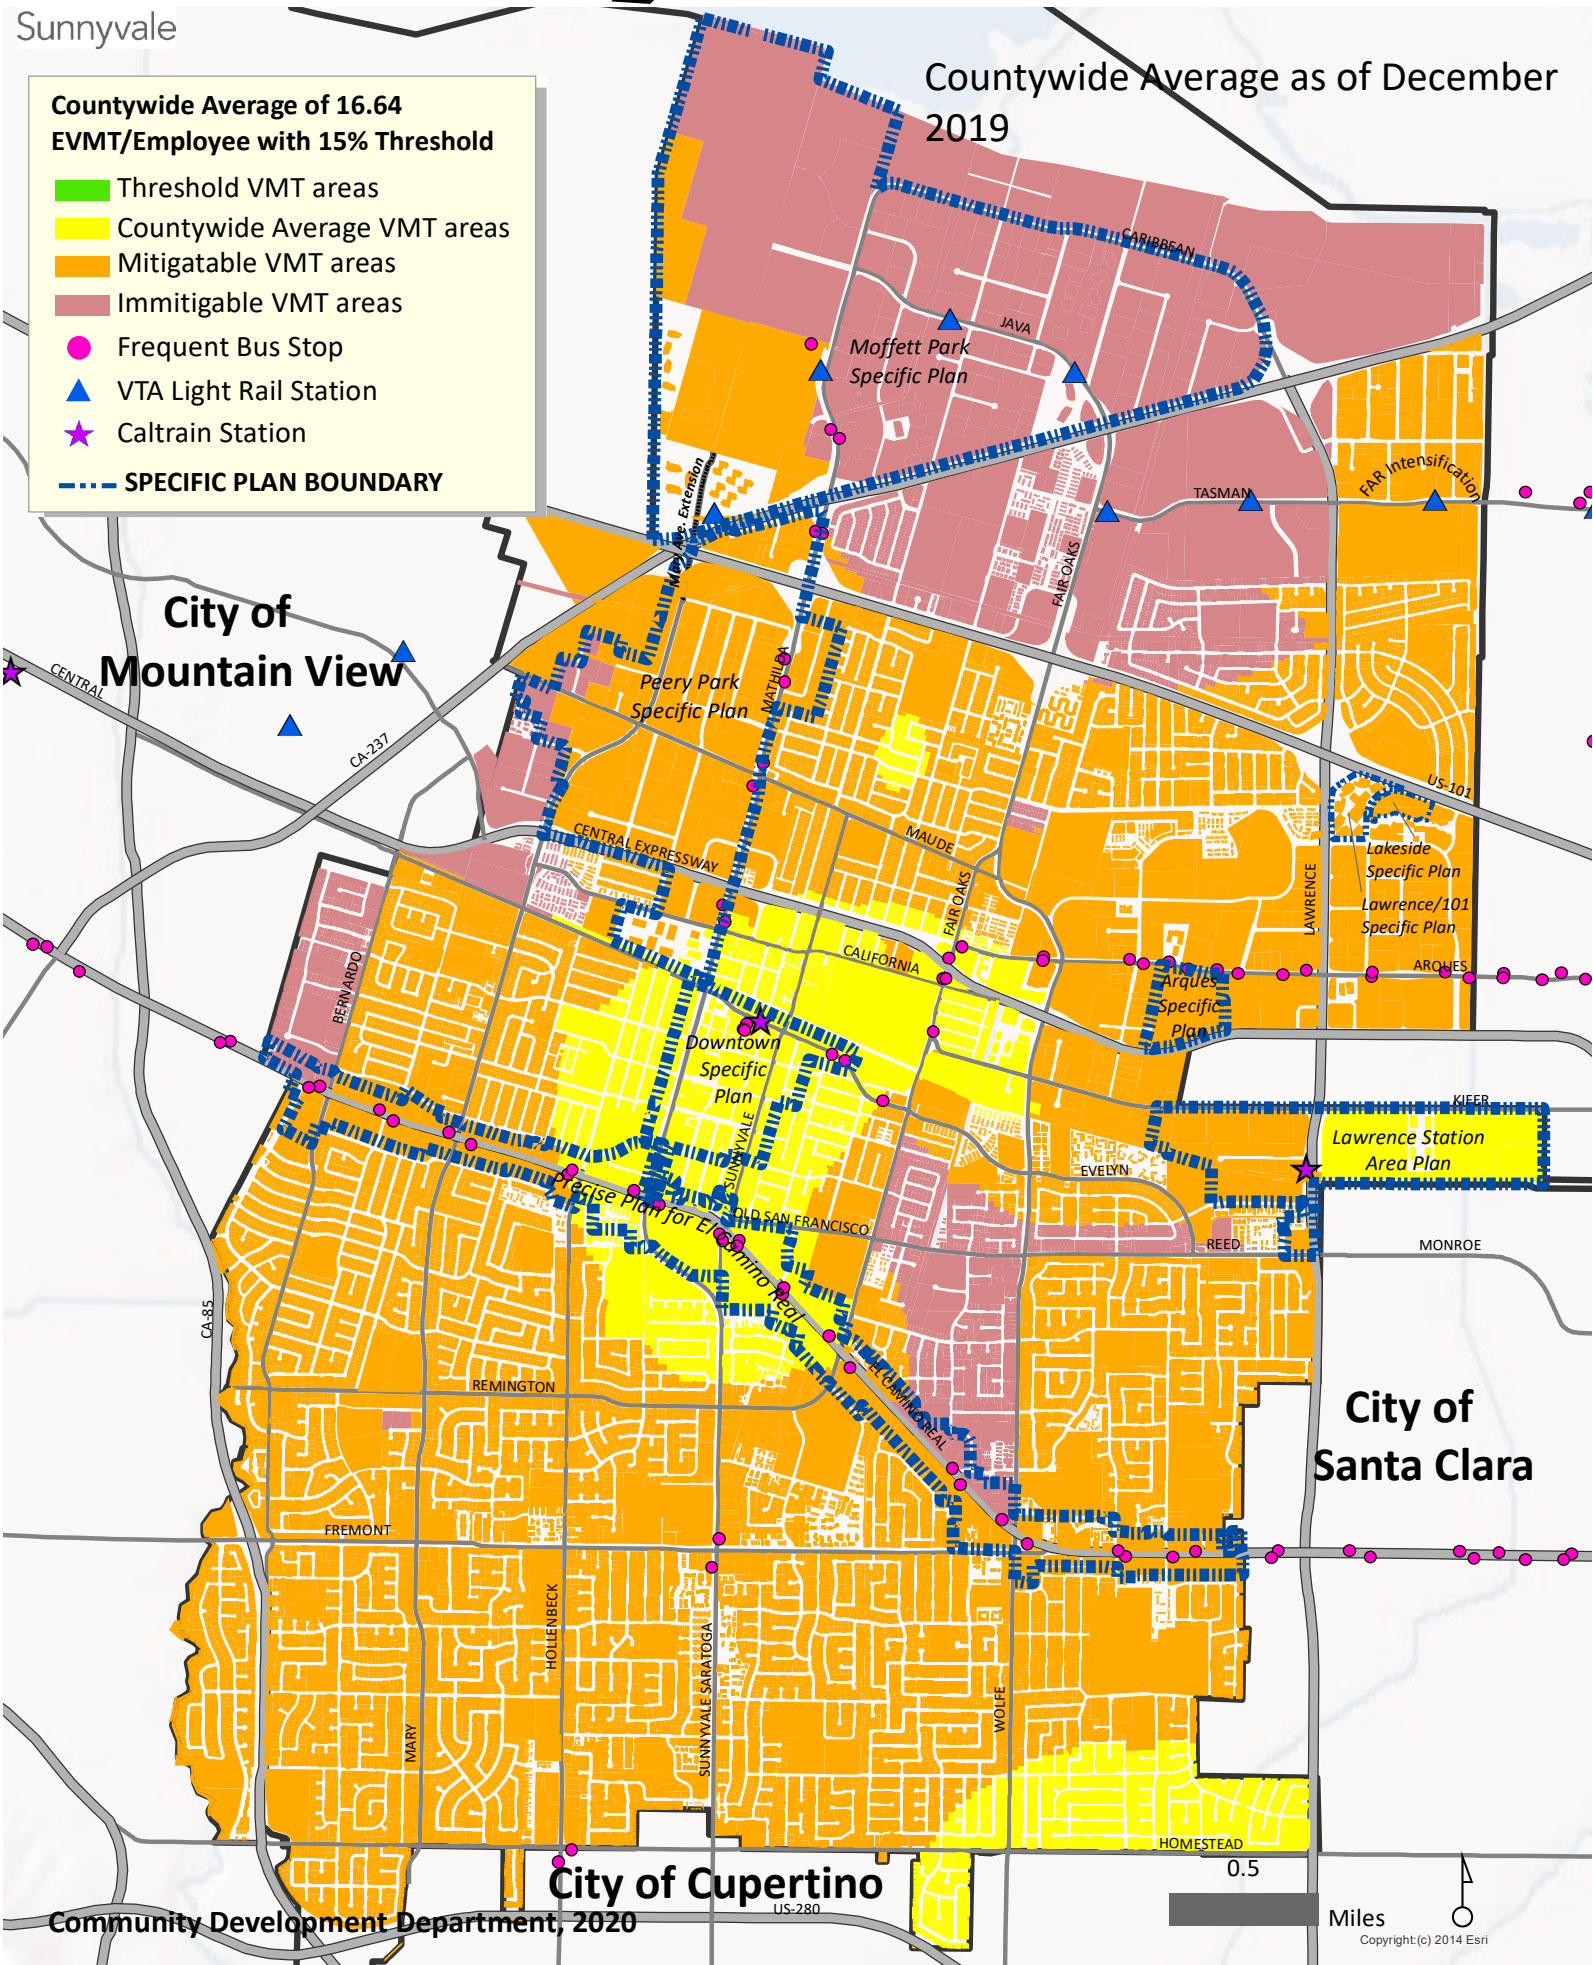 Sunnyvale
Countywide Average as of December
2019
Countywide Average of 16.64
EVMT/Employee with 15% Threshold
Threshold VMT areas
Countywide Average VMT areas
Mitigatable VMT areas
Immitigable VMT areas
Frequent Bus Stop
VTA Light Rail Station
Caltrain Station
SPECIFIC PLAN BOUNDARY
CARIBBEAN
JAVA
Moffett Park
Specific Plan
Mary Ave. Extension
TASMAN
FAR Intensification
FAIR OAKS
City of
Mountain View
CENTRAL
CA-237
Peery Park
Specific Plan
MATHILDA
US-101
CENTRAL EXPRESSWAY
MAUDE
Lakeside
Specific Plan
Lawrence/101
Specific Plan
LAWRENCE
FAIR OAKS
CALIFORNIA
ARQUES
Arques
Specific
Plan
BERNARDO
Downtown
Specific
Plan
SUNNYVALE
KIFER
Lawrence Station
Area Plan
EVELYN
Precise Plan for El Camino Real
OLD SAN FRANCISCO
REED
MONROE
CA-85
REMINGTON
EL CAMINO REAL
City of
Santa Clara
FREMONT
HOLLENBECK
SUNNYVALE SARATOGA
WOLFE
MARY
HOMESTEAD
0.5
City of Cupertino
US-280
Community Development Department, 2020
Miles
Copyright:(c) 2014 Esri